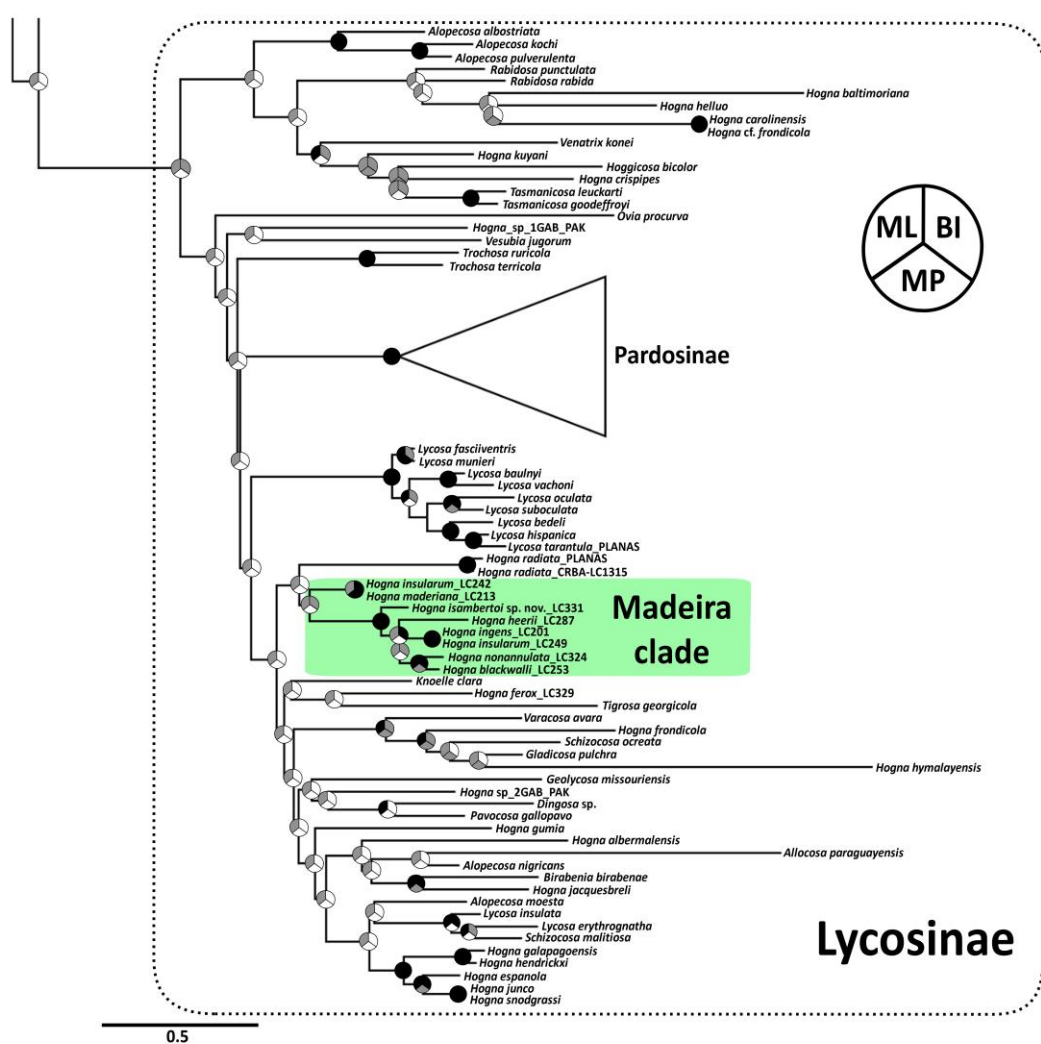 Alopecosa albostriata
Alopecosa kochi
Alopecosa pulverulenta
Rabidosa punctulata
Rabidosa rabida
Hogna baltimoriana
Hogna helluo
Hogna carolinensis
Hogna cf. frondicola
Venatrix konei
Hogna kuyani
Hoggicosa bicolor
Hogna crispipes
Tasmanicosa leuckarti
Tasmanicosa goodeffroyi
Ovia procurva
Hogna_sp_1GAB_PAK
Vesubia jugorum
Trochosa ruricola
Trochosa terricola
ML BI
MP
Pardosinae
Lycosa fasciiventris
Lycosa munieri
Lycosa baulnyi
Lycosa vachoni
Lycosa oculata
Lycosa suboculata
Lycosa bedeli
Lycosa hispanica
Lycosa tarantula_PLANAS
Hogna radiata_PLANAS
Hogna radiata_CRBA-LC1315
Hogna insularum_LC242
Hogna maderiana_LC213
Hogna isambertoi sp. nov._LC331
Hogna heerii_LC287
Hogna ingens_LC201
Hogna insularum_LC249
Hogna nonannulata_LC324
Hogna blackwalli_LC253
Madeira
clade
Knoelle clara
Hogna ferox_LC329
Tigrosa georgicola
Varacosa avara
Hogna frondicola
Schizocosa ocreata
Gladicosa pulchra
Hogna hymalayensis
Geolycosa missouriensis
Hogna sp_2GAB_PAK
Dingosa sp.
Pavocosa gallopavo
Hogna gumia
Hogna albermalensis
Allocosa paraguayensis
Alopecosa nigricans
Birabenia birabenae
Hogna jacquesbreli
Alopecosa moesta
Lycosa insulata
Lycosa erythrognatha
Schizocosa malitiosa
Hogna galapagoensis
Hogna hendrickxi
Hogna espanola
Hogna junco
Hogna snodgrassi
Lycosinae
0.5